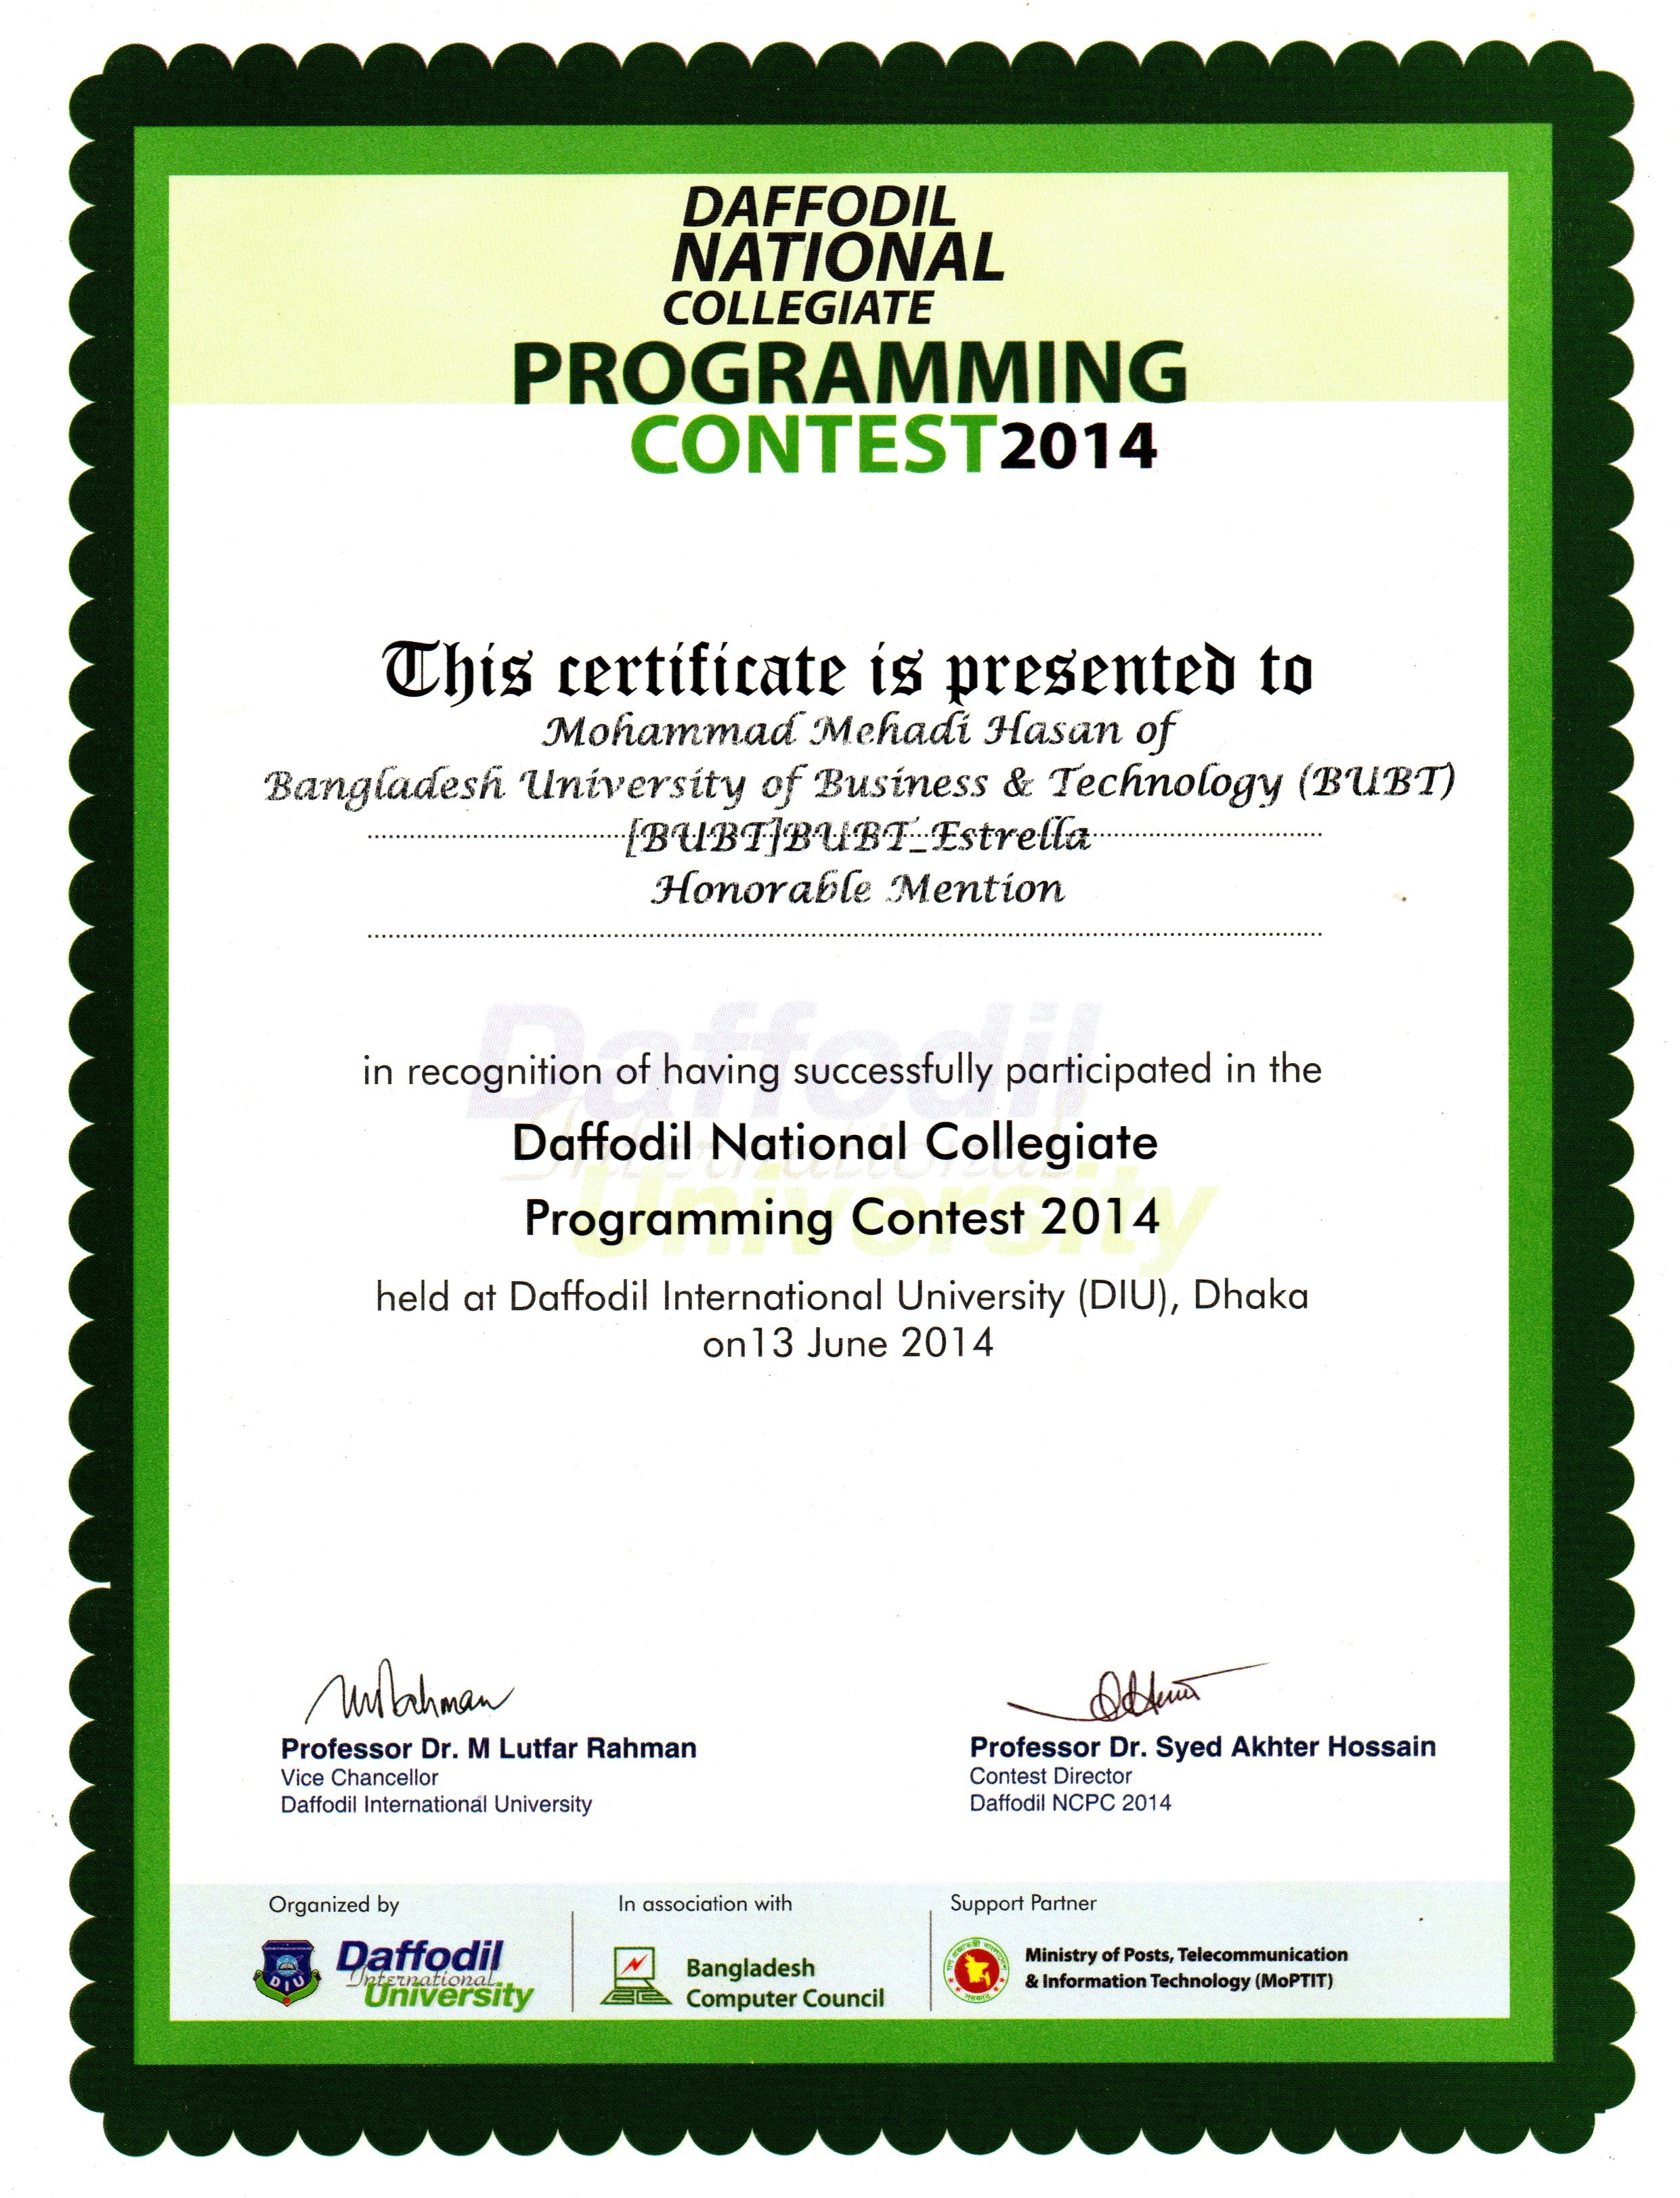 DAFFODIL
NATIONAL
COLLEGIATE
PROGRAMMING
CONTEST2014
This certificate is presented to
Mohammad Mehadi Hasan of
Bangladesh University of Business & Technology (BUBT)
[BUBT]BUBT_Estrella
Honorable Mention
Daffodil
International
University
in recognition of having successfully participated in the
Daffodil National Collegiate
Programming Contest 2014
held at Daffodil International University (DIU), Dhaka
on13 June 2014
Professor Dr. M Lutfar Rahman
Vice Chancellor
Daffodil International University
Professor Dr. Syed Akhter Hossain
Contest Director
Daffodil NCPC 2014
Organized by
DIU
Daffodil
International
University
In association with
Bangladesh
Computer Council
Support Partner
Ministry of Posts, Telecommunication
& Information Technology (MoPTIT)